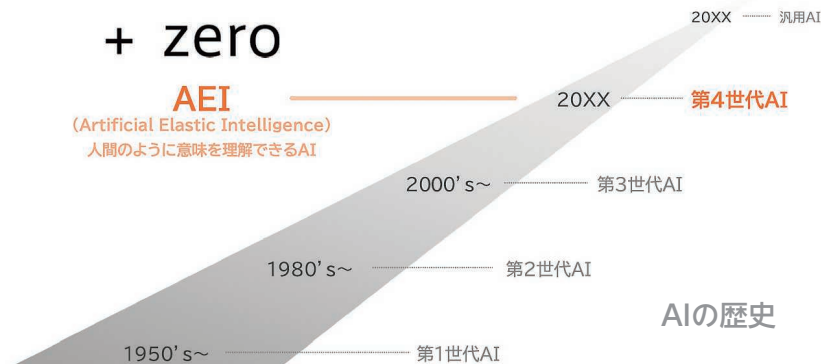 + zero
AEI
（Artificial Elastic Intelligence）
人間のように意味を理解できるAI
20XX 汎用AI
20XX 第4世代AI
2000’s～ 第3世代AI
1980’s～ 第2世代AI
1950’s～ 第1世代AI
AIの歴史